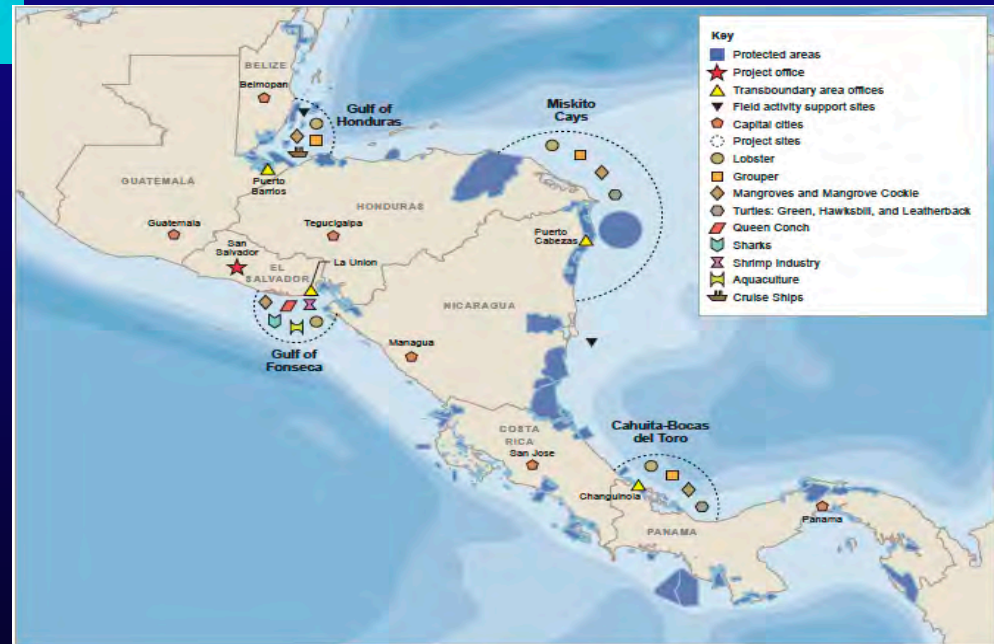 BELIZE
Belmopan
Gulf of
Honduras
Miskito
Cays
Puerto
Barrios
GUATEMALA
HONDURAS
Guatemala
Tegucigalpa
Puerto
Cabezas
San
Salvador
La Union
EL
SALVADOR
NICARAGUA
Gulf of
Fonseca
Managua
COSTA
RICA
San Jose
Cahuita-Bocas
del Toro
Changuinola
PANAMA
Panama
Key
Protected areas
Project office
Transboundary area offices
Field activity support sites
Capital cities
Project sites
Lobster
Grouper
Mangroves and Mangrove Cockle
Turtles: Green, Hawksbill, and Leatherback
Queen Conch
Sharks
Shrimp Industry
Aquaculture
Cruise Ships